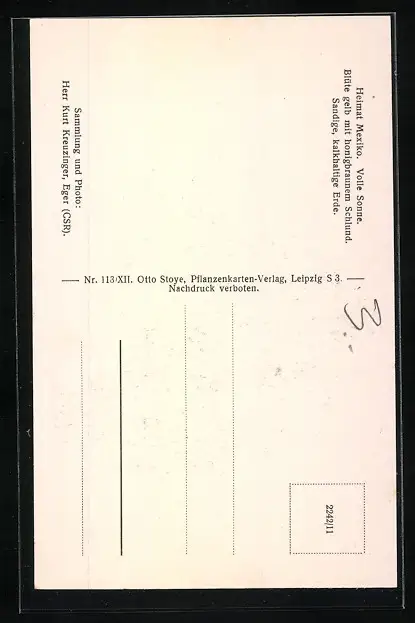 Heimat Mexiko. Volle Sonne.
Blüte gelb mit honigbraunem Schlund.
Sandige, kalkhaltige Erde.
Sammlung und Photo:
Herr Kurt Kreuzinger, Eger (CSR).
Nr. 113/XII. Otto Stoye, Pflanzenkarten-Verlag, Leipzig S 3.
Nachdruck verboten.
3.-
2242/11